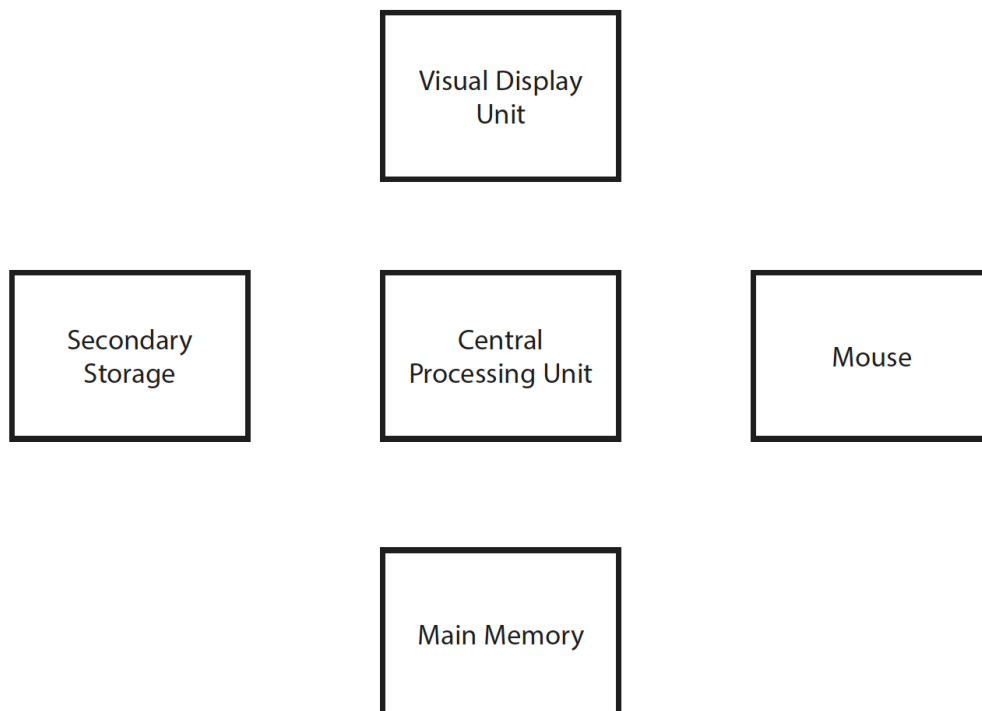 Visual Display
Unit
Secondary
Storage
Central
Processing Unit
Mouse
Main Memory